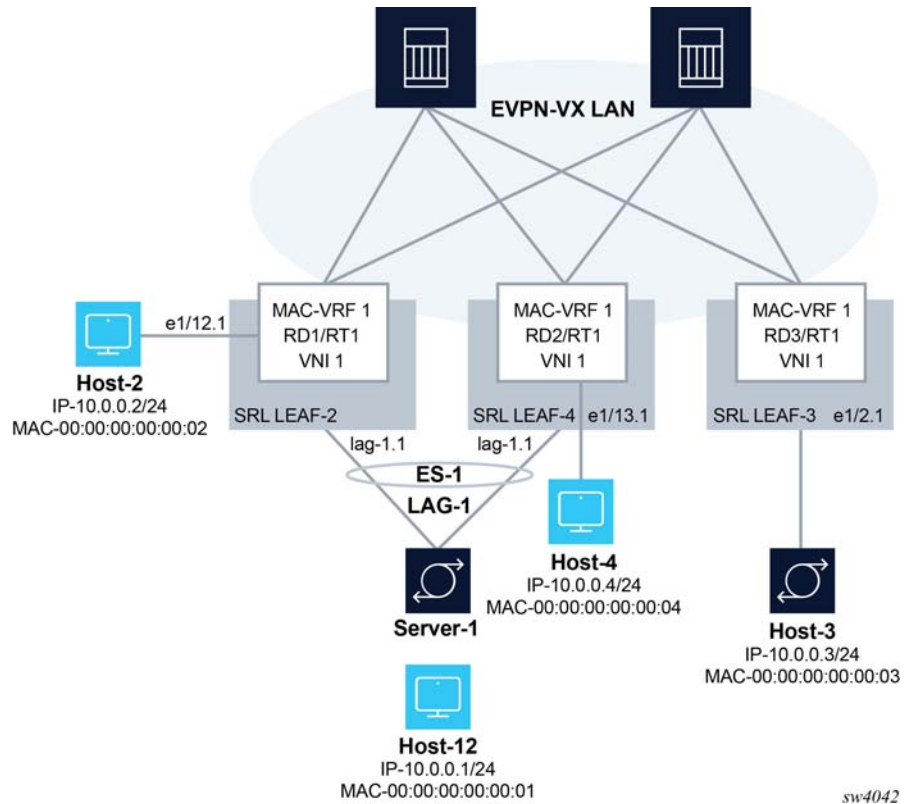 EVPN-VX LAN
MAC-VRF 1
RD1/RT1
VNI 1
MAC-VRF 1
RD2/RT1
VNI 1
MAC-VRF 1
RD3/RT1
VNI 1
e1/12.1
Host-2
IP-10.0.0.2/24
MAC-00:00:00:00:00:02
SRL LEAF-2
SRL LEAF-4
e1/13.1
SRL LEAF-3
e1/2.1
lag-1.1
lag-1.1
ES-1
LAG-1
Host-4
IP-10.0.0.4/24
MAC-00:00:00:00:00:04
Server-1
Host-3
IP-10.0.0.3/24
MAC-00:00:00:00:00:03
Host-12
IP-10.0.0.1/24
MAC-00:00:00:00:00:01
sw4042